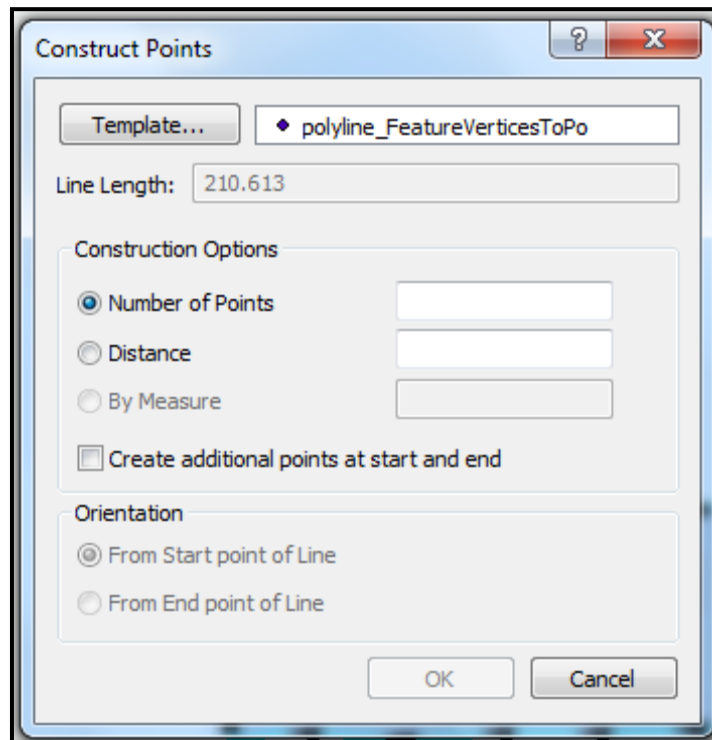 Construct Points
?
Template...
polyline_FeatureVerticesToPo
Line Length: 210.613
Construction Options
Number of Points
Distance
By Measure
Create additional points at start and end
Orientation
From Start point of Line
From End point of Line
OK Cancel